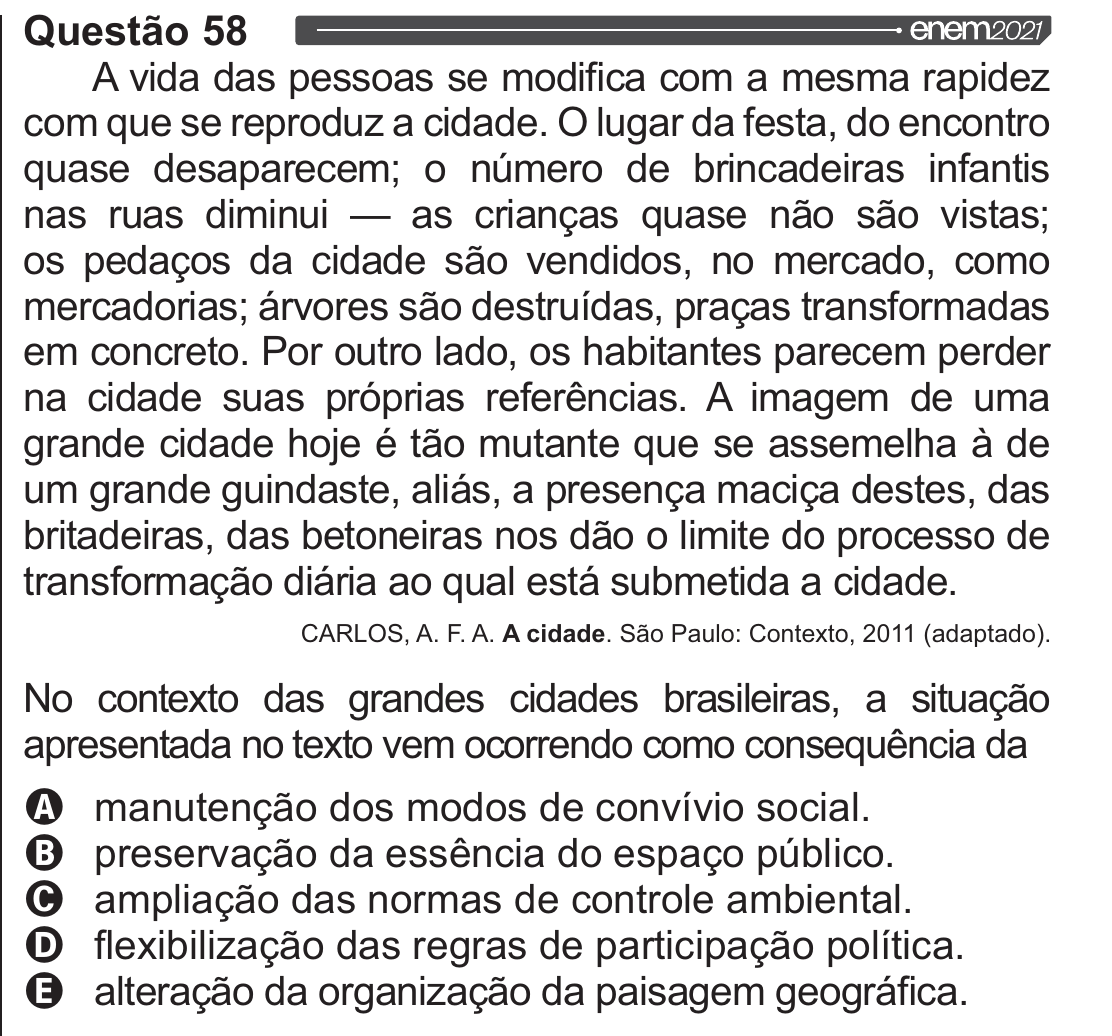 Questão 58
enem2021
A vida das pessoas se modifica com a mesma rapidez
com que se reproduz a cidade. O lugar da festa, do encontro
quase desaparecem; o número de brincadeiras infantis
nas ruas diminui — as crianças quase não são vistas;
os pedaços da cidade são vendidos, no mercado, como
mercadorias; árvores são destruídas, praças transformadas
em concreto. Por outro lado, os habitantes parecem perder
na cidade suas próprias referências. A imagem de uma
grande cidade hoje é tão mutante que se assemelha à de
um grande guindaste, aliás, a presença maciça destes, das
britadeiras, das betoneiras nos dão o limite do processo de
transformação diária ao qual está submetida a cidade.
CARLOS, A. F. A. A cidade. São Paulo: Contexto, 2011 (adaptado).
No contexto das grandes cidades brasileiras, a situação
apresentada no texto vem ocorrendo como consequência da
A manutenção dos modos de convívio social.
B preservação da essência do espaço público.
C ampliação das normas de controle ambiental.
D flexibilização das regras de participação política.
E alteração da organização da paisagem geográfica.